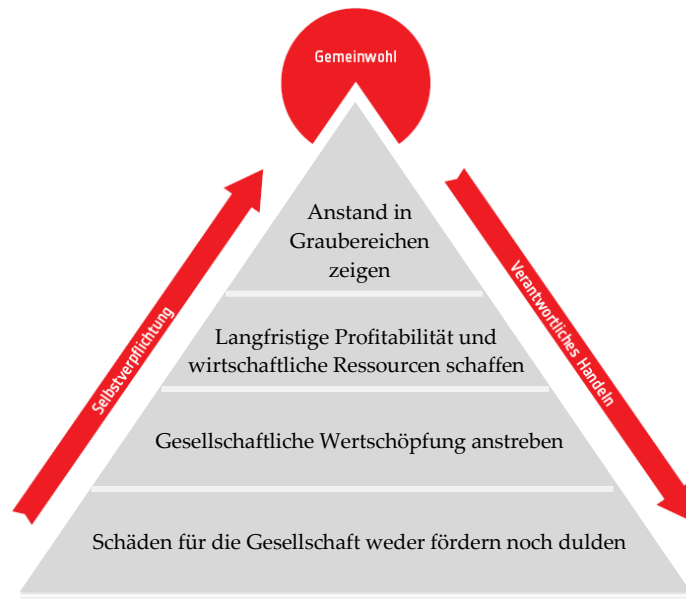 Gemeinwohl
Anstand in
Graubereichen
zeigen
Langfristige Profitabilität und
wirtschaftliche Ressourcen schaffen
Gesellschaftliche Wertschöpfung anstreben
Schäden für die Gesellschaft weder fördern noch dulden
Selbstverpflichtung
Verantwortliches Handeln